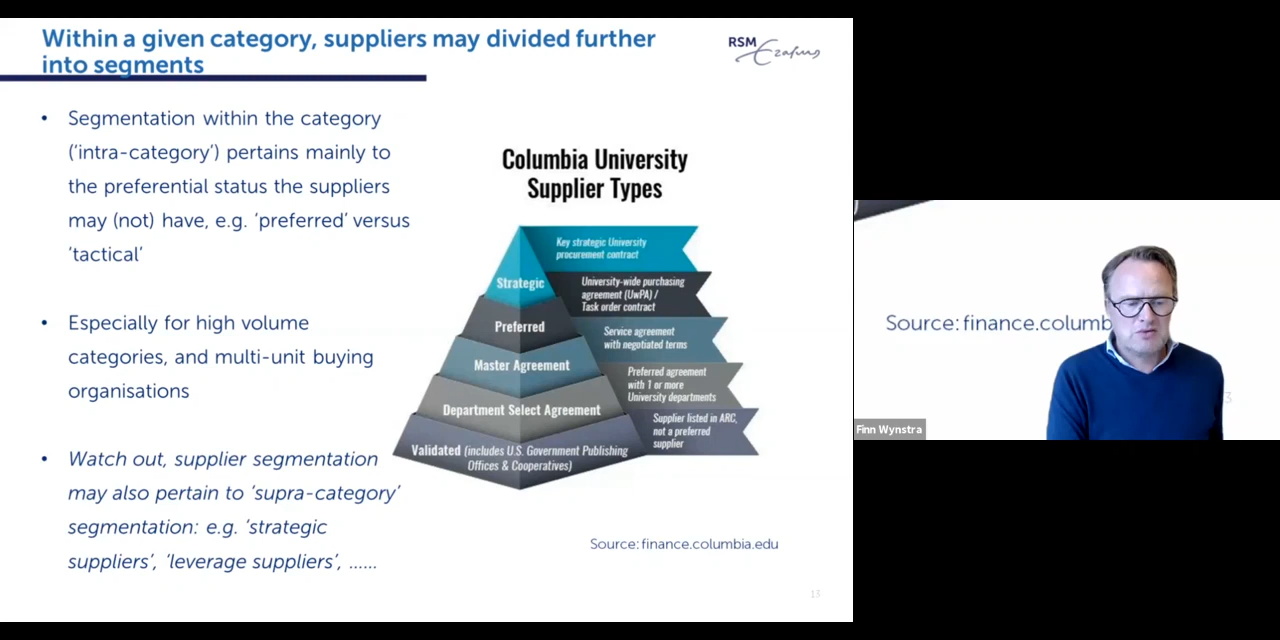 Within a given category, suppliers may divided further
into segments
RSM
Erasmus
• Segmentation within the category
('intra-category') pertains mainly to
the preferential status the suppliers
may (not) have, e.g. 'preferred' versus
'tactical'
• Especially for high volume
categories, and multi-unit buying
organisations
• Watch out, supplier segmentation
may also pertain to 'supra-category'
segmentation: e.g. 'strategic
suppliers', 'leverage suppliers', ......
Columbia University
Supplier Types
Strategic
Key strategic University
procurement contract
Preferred
University-wide purchasing
agreement (UwPA) /
Task order contract
Master Agreement
Service agreement
with negotiated terms
Department Select Agreement
Preferred agreement
with 1 or more
University departments
Validated (includes U.S. Government Publishing
Offices & Cooperatives)
Supplier listed in ARC,
not a preferred
supplier
Source: finance.columbia.edu
13
Source: finance.columb
3
Finn Wynstra